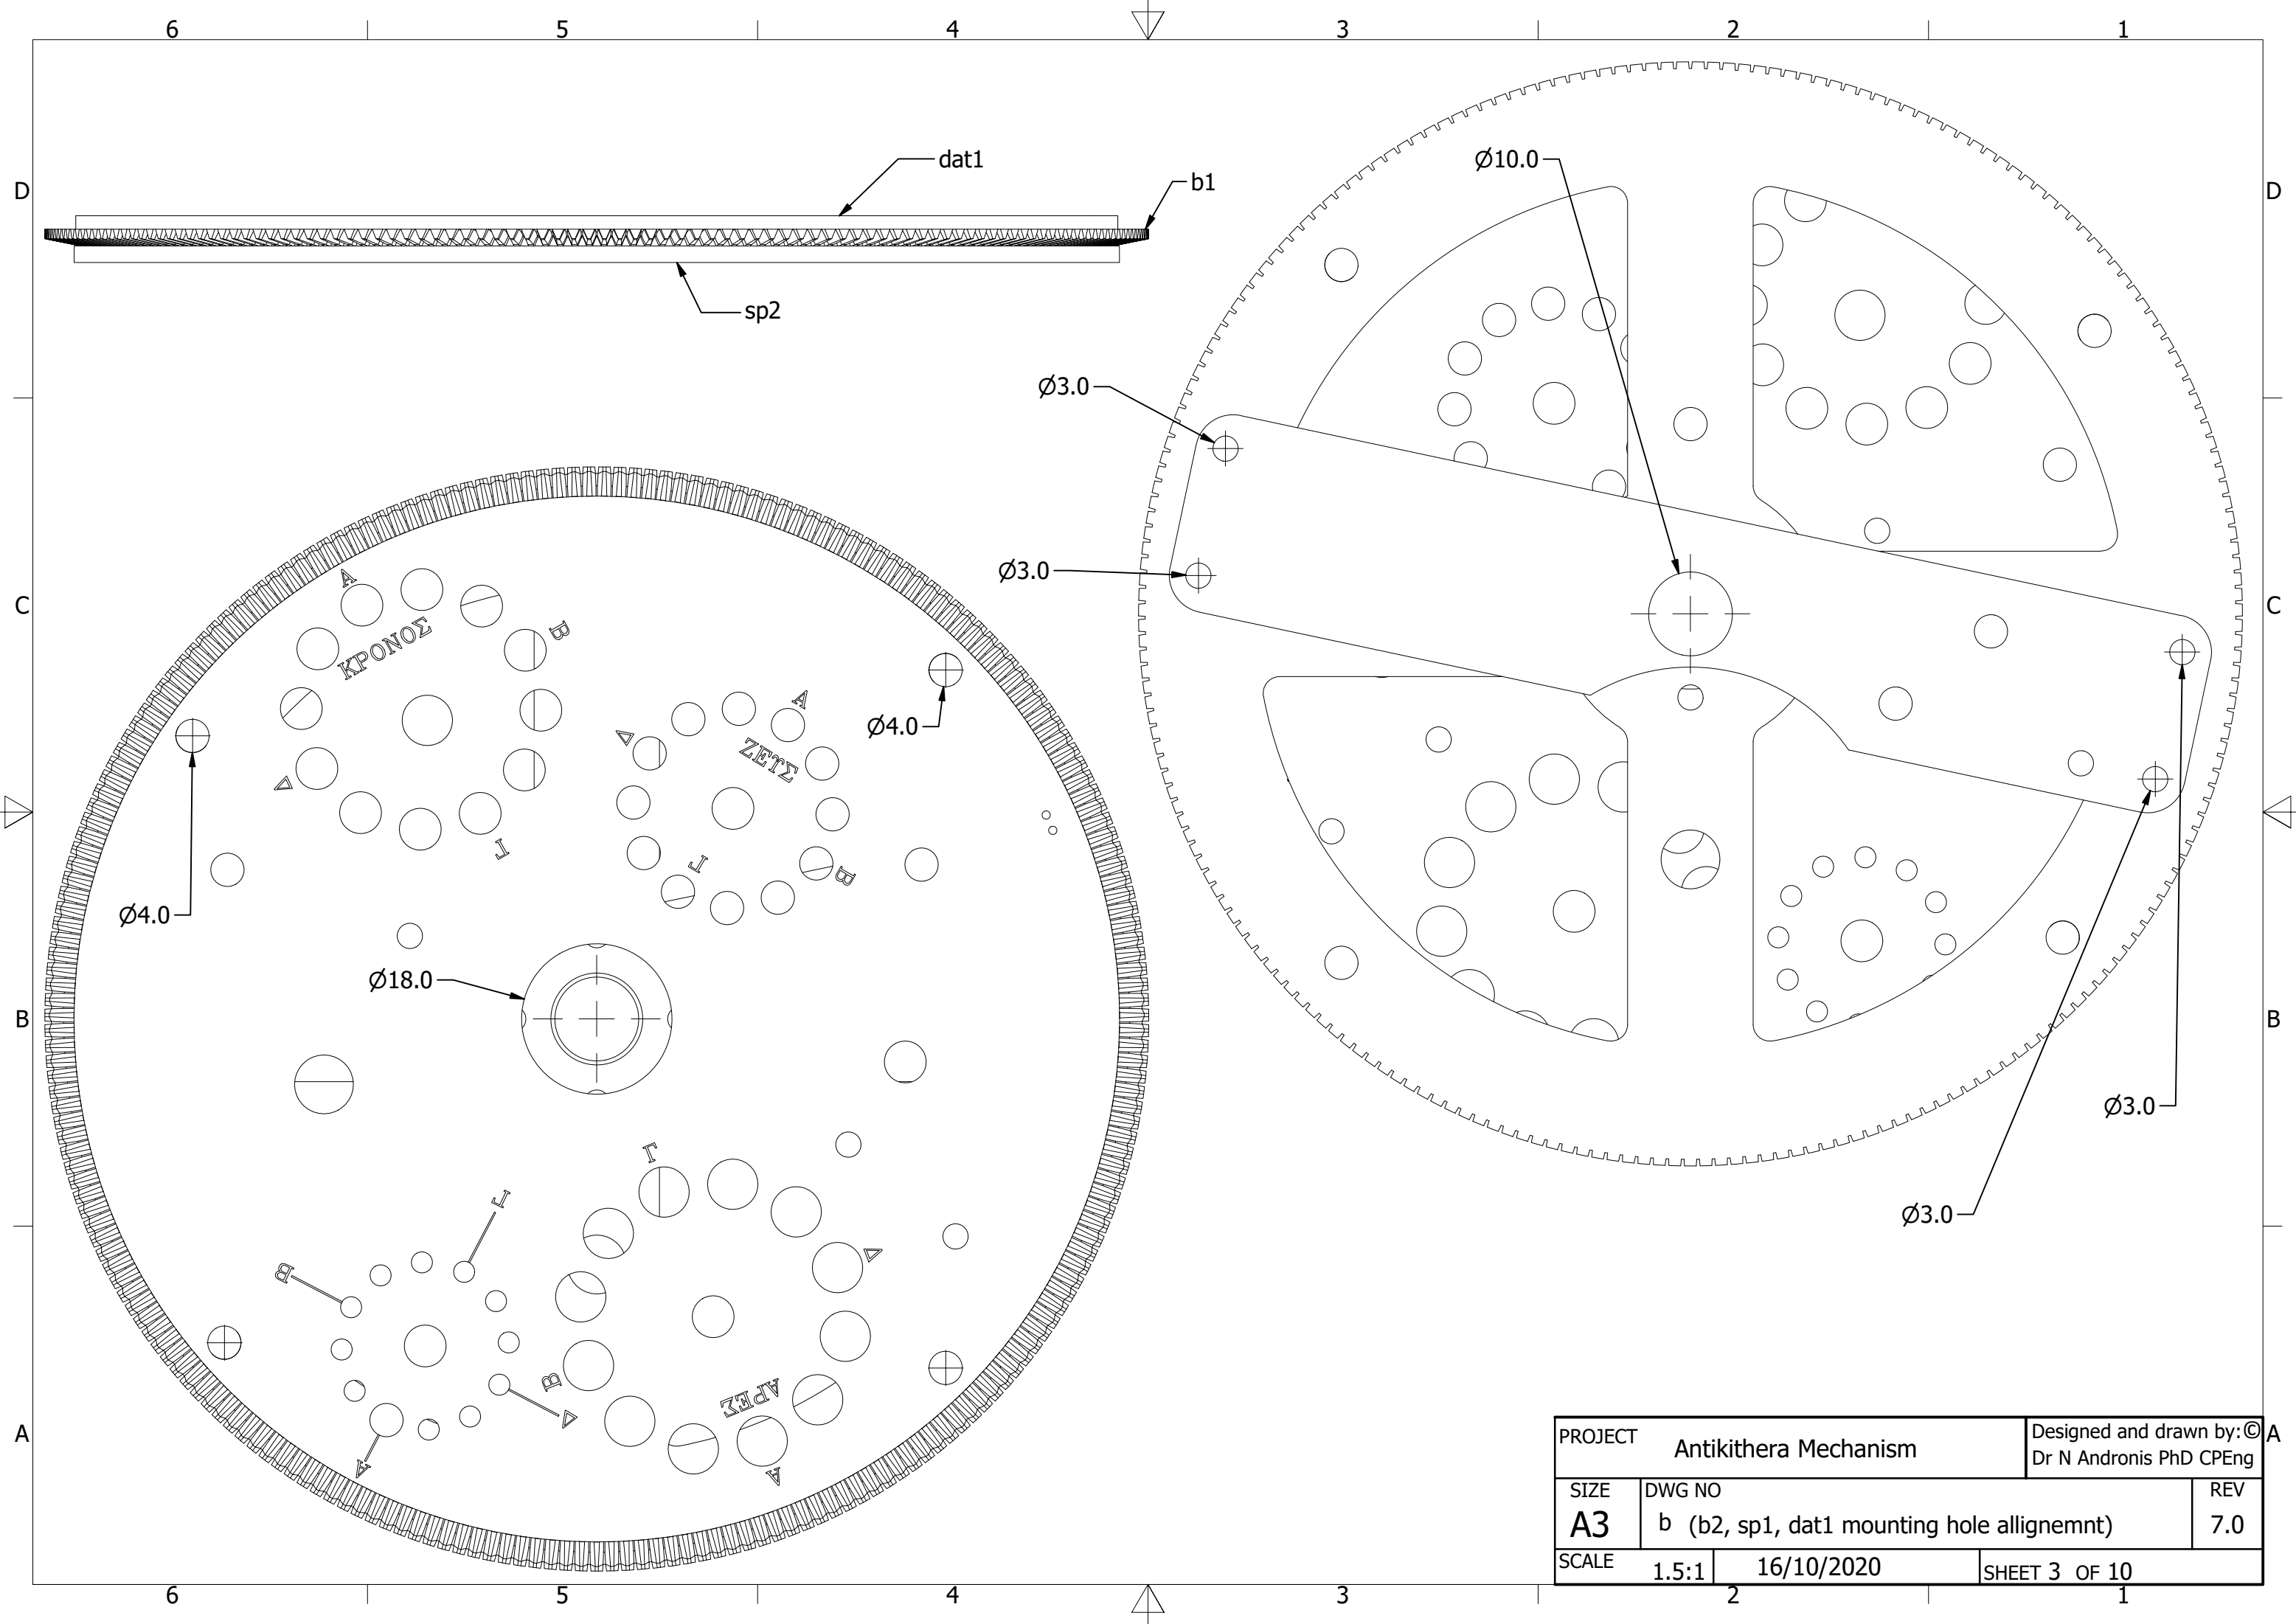 6 5 4 3 2 1
D D
C C
B B
A A
dat1
b1
sp2
Ø10.0
Ø3.0
Ø3.0
Ø3.0
Ø3.0
A
B
ΚΡΟΝΟΣ
Δ
Γ
A
Δ
ΖΕΥΣ
Γ
B
Ø4.0
Ø4.0
Ø18.0
Γ
Γ
B
Δ
B
Δ
ΑΡΕΣ
A
A
PROJECT
Antikithera Mechanism
Designed and drawn by:©
Dr N Andronis PhD CPEng
SIZE
A3
DWG NO
b (b2, sp1, dat1 mounting hole allignemnt)
REV
7.0
SCALE
1.5:1
16/10/2020
SHEET 3 OF 10
6 5 4 3 2 1